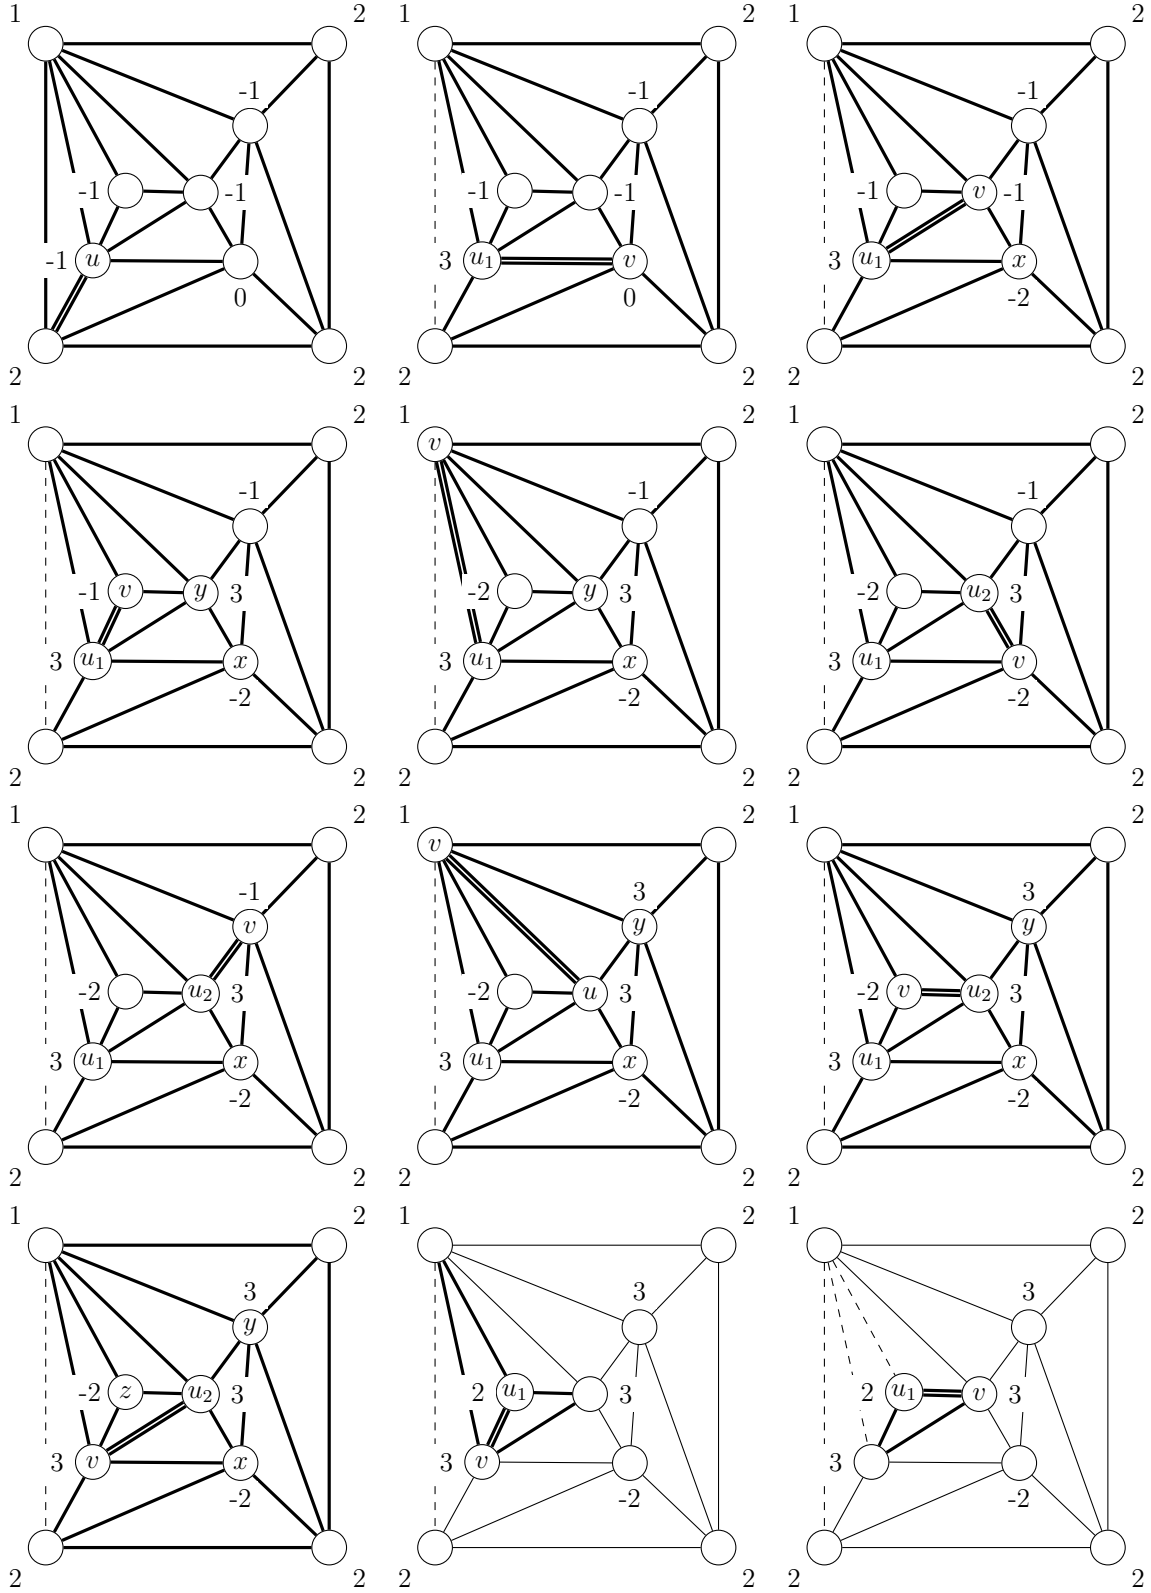 1 2 1 2 1 2
-1 -1 -1
-1 -1 -1 -1 -1 v -1
-1 u 3 u₁ v 3 u₁ x
0 0 -2
2 2 2 2 2 2
1 2 1 2 1 2
v
-1 -1 -1
-1 v y 3 -2 y 3 -2 u₂ 3
3 u₁ x 3 u₁ x 3 u₁ v
-2 -2 -2
2 2 2 2 2 2
1 2 1 2 1 2
v
-1 3 3
v y y
-2 u₂ 3 -2 u 3 -2 v u₂ 3
3 u₁ x 3 u₁ x 3 u₁ x
-2 -2 -2
2 2 2 2 2 2
1 2 1 2 1 2
3 3 3
y
-2 z u₂ 3 2 u₁ 3 2 u₁ v 3
3 v x 3 v 3
-2 -2 -2
2 2 2 2 2 2